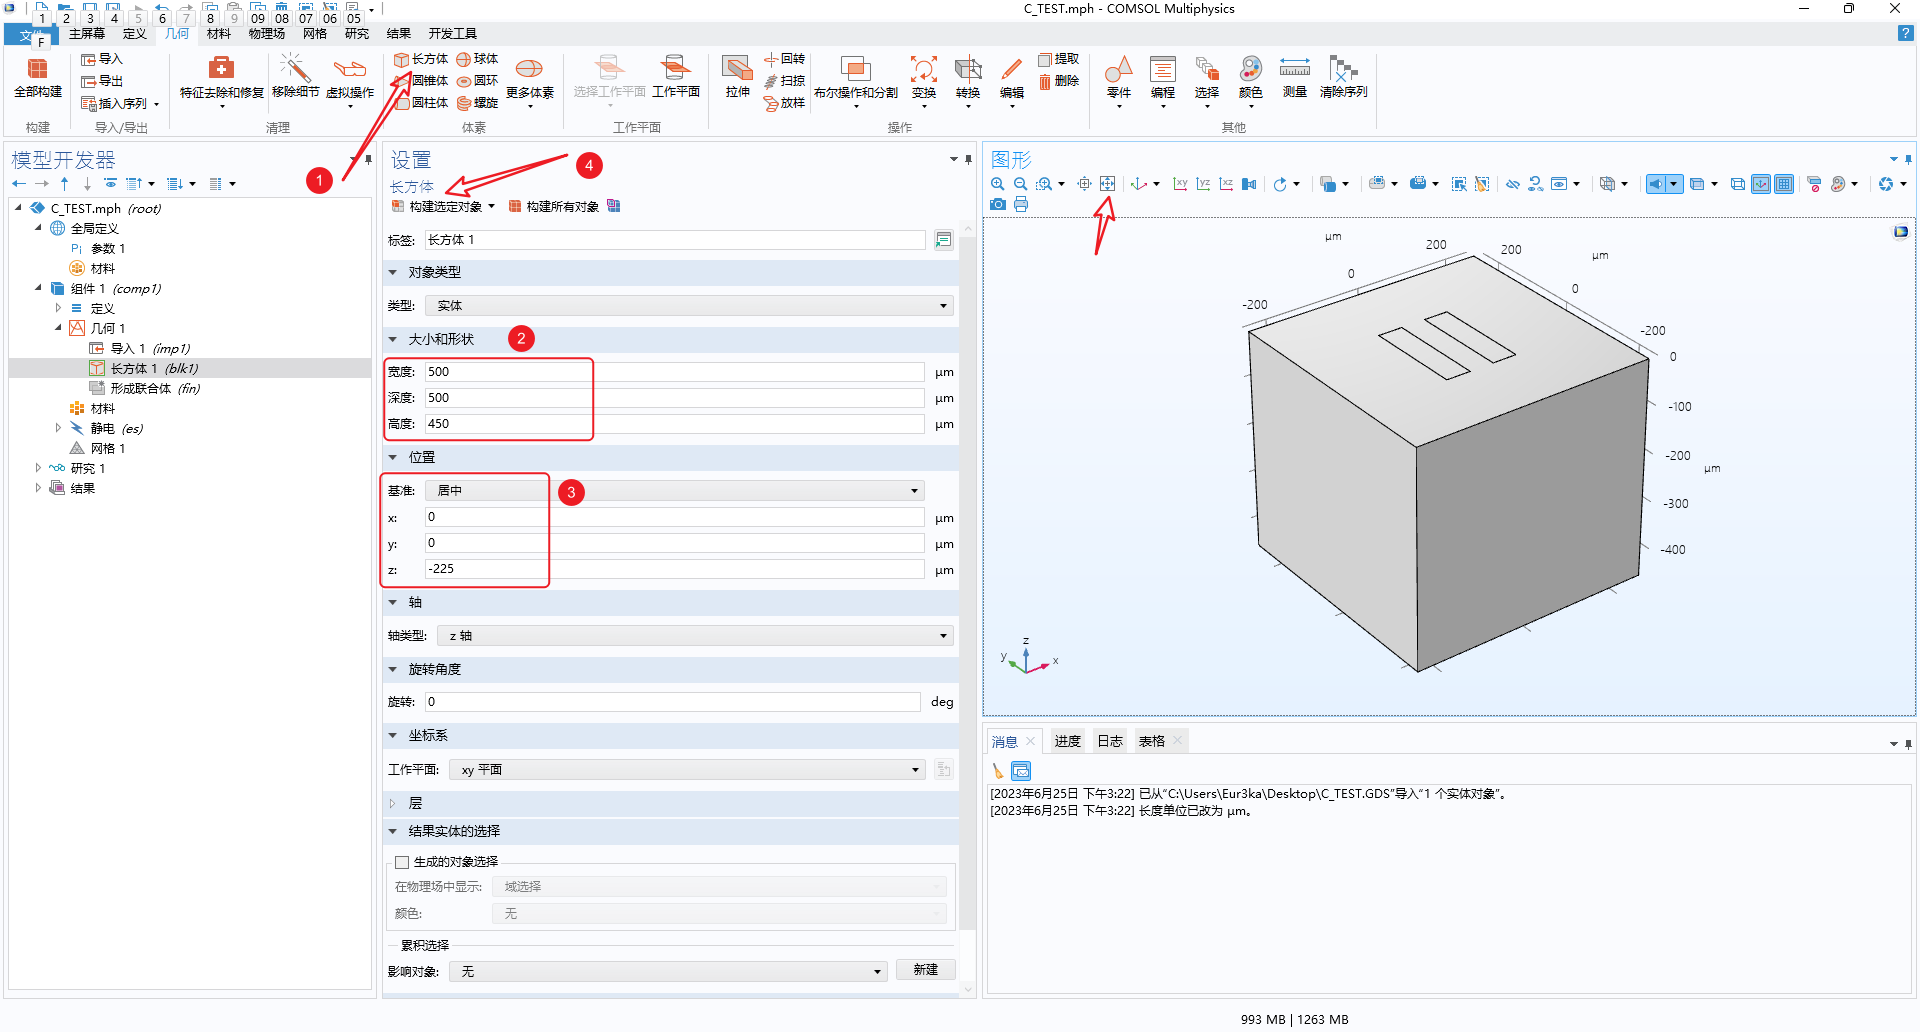 C_TEST.mph - COMSOL Multiphysics
1 2 3 4 5 6 7 8 9 09 08 07 06 05
文件 F 主屏幕 定义 几何 材料 物理场 网格 研究 结果 开发工具
?
全部构建
构建
导入
导出
插入序列
导入/导出
特征去除和修复
移除细节
虚拟操作
清理
长方体 球体
圆锥体 圆环
圆柱体 螺旋
更多体素
体素
选择工作平面
工作平面
工作平面
拉伸
回转
扫掠
放样
布尔操作和分割
变换
转换
编辑
提取
删除
操作
零件
编程
选择
颜色
测量
清除序列
其他
模型开发器
C_TEST.mph (root)
全局定义
Pi 参数 1
材料
组件 1 (comp1)
定义
几何 1
导入 1 (imp1)
长方体 1 (blk1)
形成联合体 (fin)
材料
静电 (es)
网格 1
研究 1
结果
1
设置
长方体
4
构建选定对象 构建所有对象
标签: 长方体 1
对象类型
类型: 实体
大小和形状
2
宽度: 500 μm
深度: 500 μm
高度: 450 μm
位置
基准: 居中
3
x: 0 μm
y: 0 μm
z: -225 μm
轴
轴类型: z 轴
旋转角度
旋转: 0 deg
坐标系
工作平面: xy 平面
层
结果实体的选择
生成的对象选择
在物理场中显示: 域选择
颜色: 无
累积选择
影响对象: 无 新建
图形
xy yz xz
μm 200 200 μm
0 0
-200 -200
0
-100
-200 μm
-300
-400
z
y x
消息 进度 日志 表格
[2023年6月25日 下午3:22] 已从“C:\Users\Eur3ka\Desktop\C_TEST.GDS”导入“1 个实体对象”。
[2023年6月25日 下午3:22] 长度单位已改为 μm。
993 MB | 1263 MB